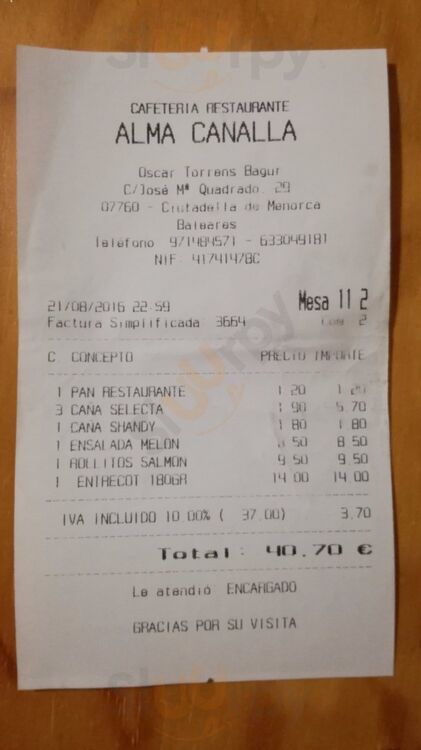 CAFETERIA RESTAURANTE
ALMA CANALLA
Oscar Torrens Bagur
C/José Mª Quadrado, 29
07760 - Ciutadella de Menorca
Baleares
Teléfono 971484571 - 633049181
NIF: 41741478C
21/08/2016 22:59 Mesa 11 2
Factura Simplificada 3664 Com 2
C. CONCEPTO PRECIO IMPORTE
1 PAN RESTAURANTE 1.20 1.20
3 CAÑA SELECTA 1.90 5.70
1 CAÑA SHANDY 1.80 1.80
1 ENSALADA MELON 8.50 8.50
1 ROLLITOS SALMON 9.50 9.50
1 ENTRECOT 180GR 14.00 14.00
IVA INCLUIDO 10.00% ( 37.00) 3.70
Total: 40.70 €
Le atendió: ENCARGADO
GRACIAS POR SU VISITA